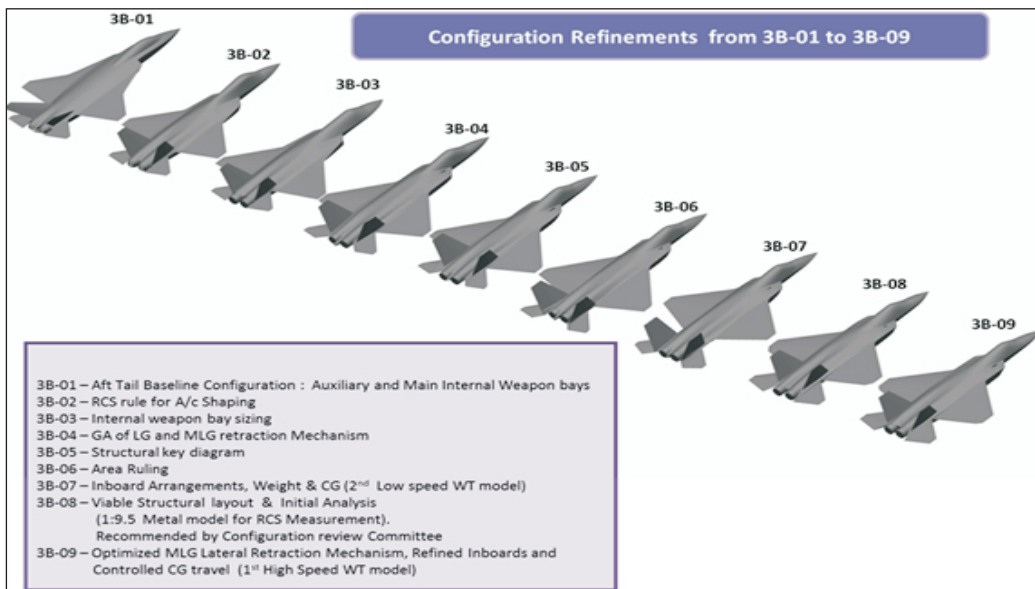 Configuration Refinements from 3B-01 to 3B-09
3B-01
3B-02
3B-03
3B-04
3B-05
3B-06
3B-07
3B-08
3B-09
3B-01 – Aft Tail Baseline Configuration : Auxiliary and Main Internal Weapon bays
3B-02 – RCS rule for A/c Shaping
3B-03 – Internal weapon bay sizing
3B-04 – GA of LG and MLG retraction Mechanism
3B-05 – Structural key diagram
3B-06 – Area Ruling
3B-07 – Inboard Arrangements, Weight & CG (2nd Low speed WT model)
3B-08 – Viable Structural layout & Initial Analysis
(1:9.5 Metal model for RCS Measurement).
Recommended by Configuration review Committee
3B-09 – Optimized MLG Lateral Retraction Mechanism, Refined Inboards and
Controlled CG travel (1st High Speed WT model)